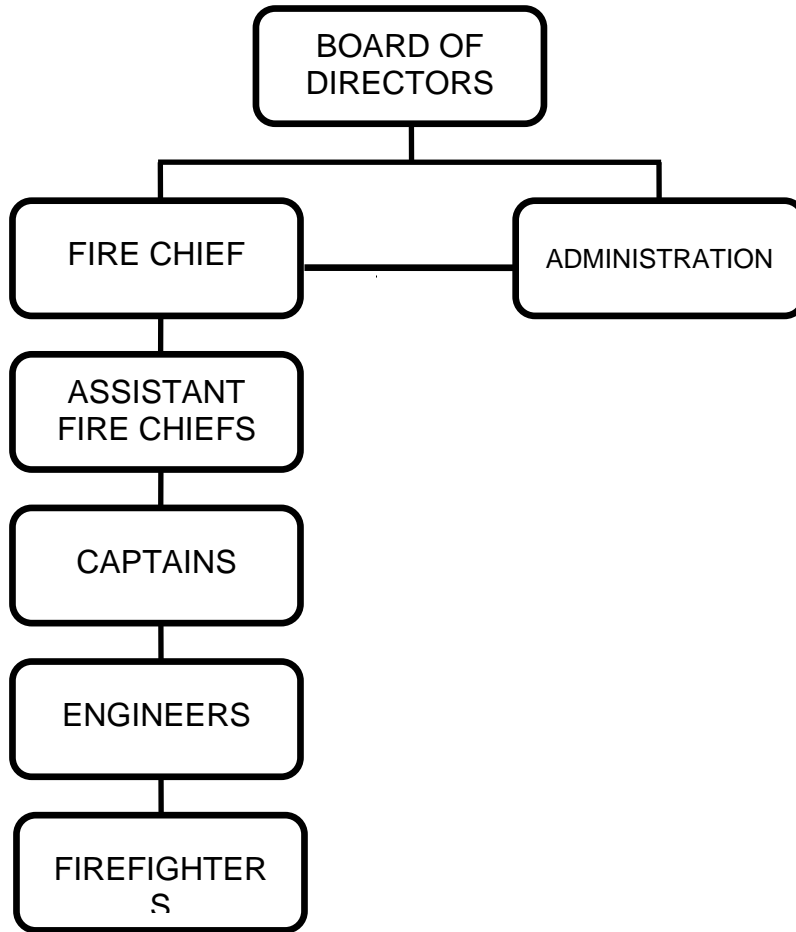 BOARD OF
DIRECTORS
FIRE CHIEF
ADMINISTRATION
ASSISTANT
FIRE CHIEFS
CAPTAINS
ENGINEERS
FIREFIGHTER
S